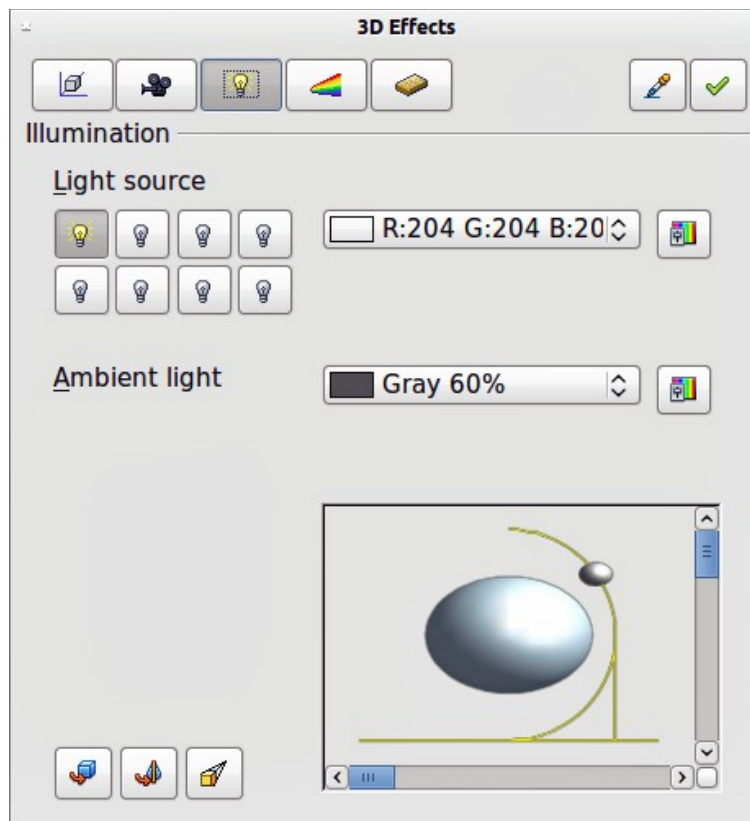 3D Effects
Illumination
Light source
R:204 G:204 B:20
Ambient light
Gray 60%